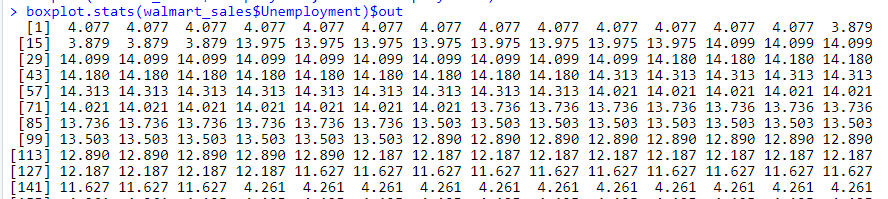 > boxplot.stats(walmart_sales$Unemployment)$out
[1] 4.077 4.077 4.077 4.077 4.077 4.077 4.077 4.077 4.077 4.077 4.077 4.077 4.077 3.879
[15] 3.879 3.879 3.879 13.975 13.975 13.975 13.975 13.975 13.975 13.975 13.975 14.099 14.099 14.099
[29] 14.099 14.099 14.099 14.099 14.099 14.099 14.099 14.099 14.099 14.099 14.180 14.180 14.180 14.180
[43] 14.180 14.180 14.180 14.180 14.180 14.180 14.180 14.180 14.180 14.313 14.313 14.313 14.313 14.313
[57] 14.313 14.313 14.313 14.313 14.313 14.313 14.313 14.313 14.313 14.021 14.021 14.021 14.021 14.021
[71] 14.021 14.021 14.021 14.021 14.021 14.021 14.021 13.736 13.736 13.736 13.736 13.736 13.736 13.736
[85] 13.736 13.736 13.736 13.736 13.736 13.736 13.503 13.503 13.503 13.503 13.503 13.503 13.503 13.503
[99] 13.503 13.503 13.503 13.503 13.503 13.503 12.890 12.890 12.890 12.890 12.890 12.890 12.890 12.890
[113] 12.890 12.890 12.890 12.890 12.890 12.187 12.187 12.187 12.187 12.187 12.187 12.187 12.187 12.187
[127] 12.187 12.187 12.187 12.187 11.627 11.627 11.627 11.627 11.627 11.627 11.627 11.627 11.627 11.627
[141] 11.627 11.627 11.627 4.261 4.261 4.261 4.261 4.261 4.261 4.261 4.261 4.261 4.261 4.261